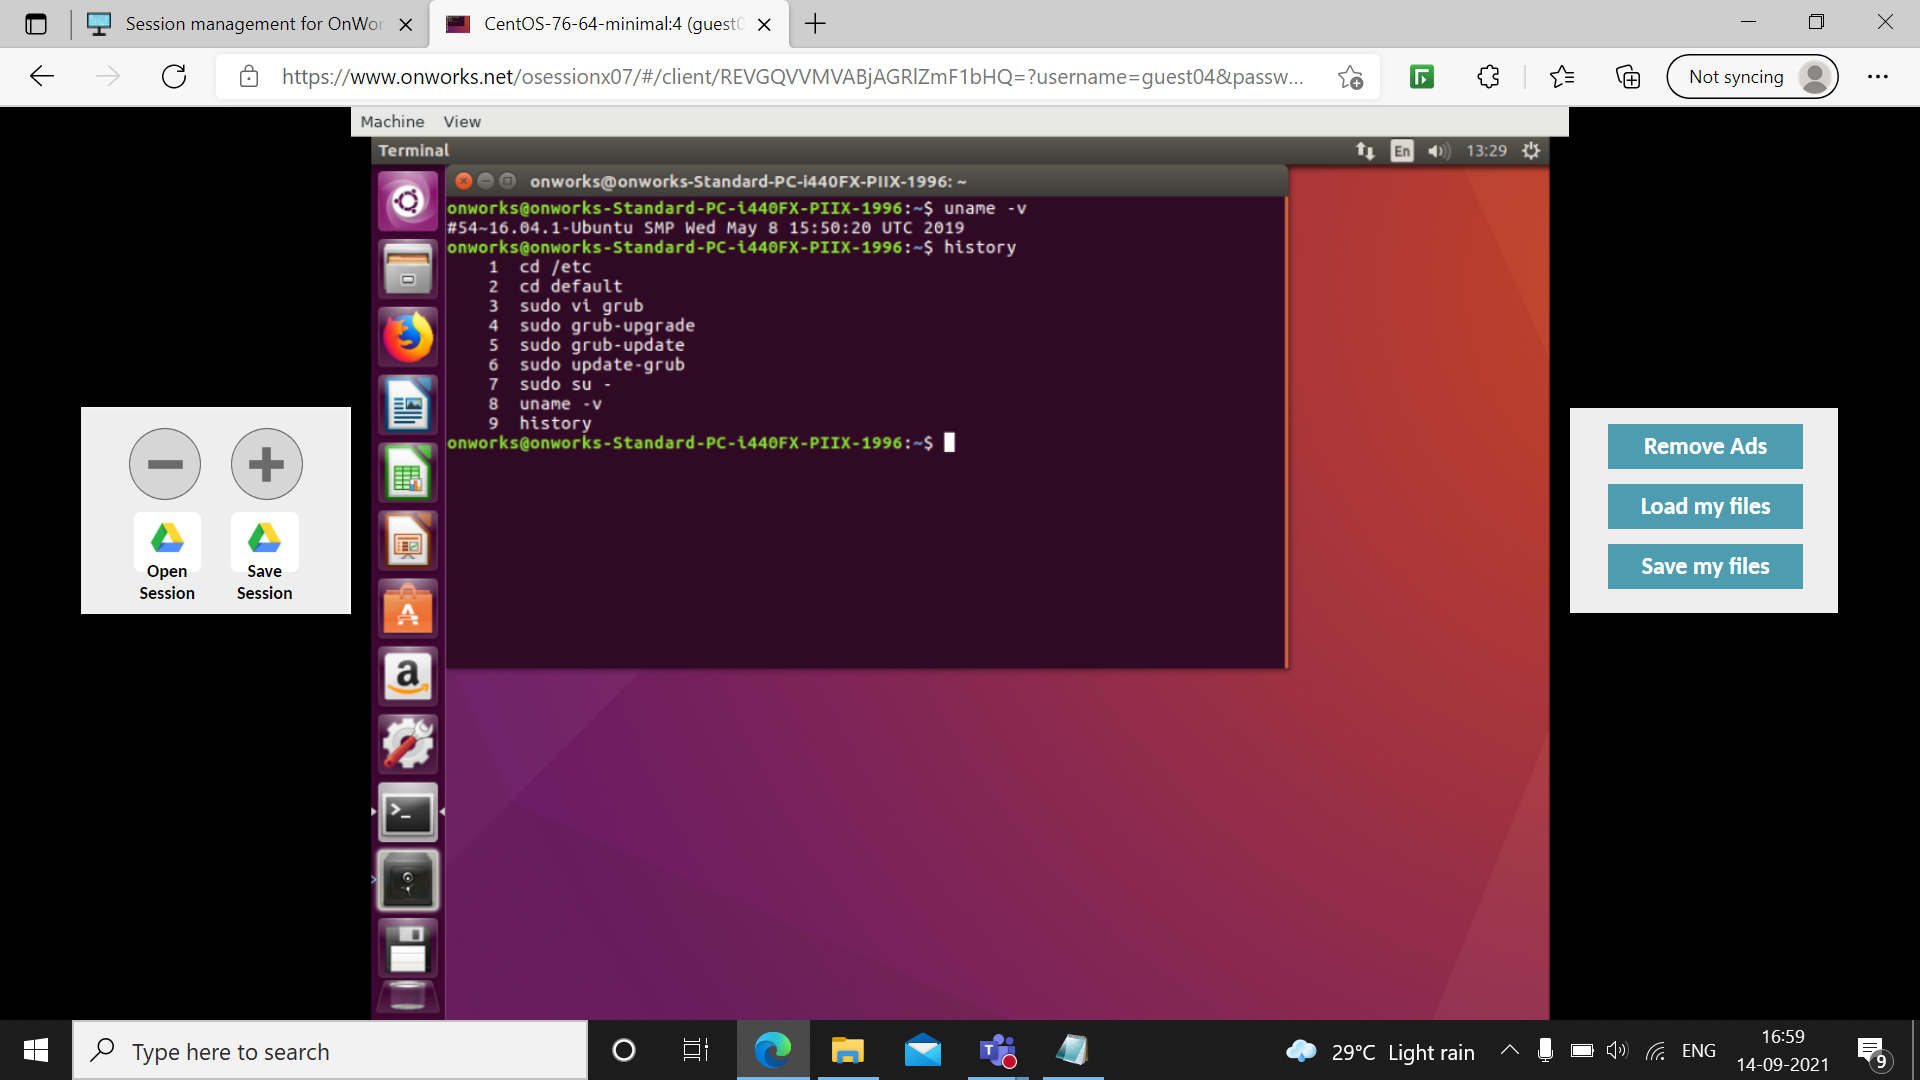 Session management for OnWor
CentOS-76-64-minimal:4 (guest0
https://www.onworks.net/osessionx07/#/client/REVGQVVMVABjAGRlZmF1bHQ=?username=guest04&passw...
Not syncing
Machine View
Terminal
En
13:29
onworks@onworks-Standard-PC-i440FX-PIIX-1996: ~
onworks@onworks-Standard-PC-i440FX-PIIX-1996:~$ uname -v
#54~16.04.1-Ubuntu SMP Wed May 8 15:50:20 UTC 2019
onworks@onworks-Standard-PC-i440FX-PIIX-1996:~$ history
1 cd /etc
2 cd default
3 sudo vi grub
4 sudo grub-upgrade
5 sudo grub-update
6 sudo update-grub
7 sudo su -
8 uname -v
9 history
onworks@onworks-Standard-PC-i440FX-PIIX-1996:~$
Open Session
Save Session
Remove Ads
Load my files
Save my files
Type here to search
29°C Light rain
ENG
16:59
14-09-2021
9